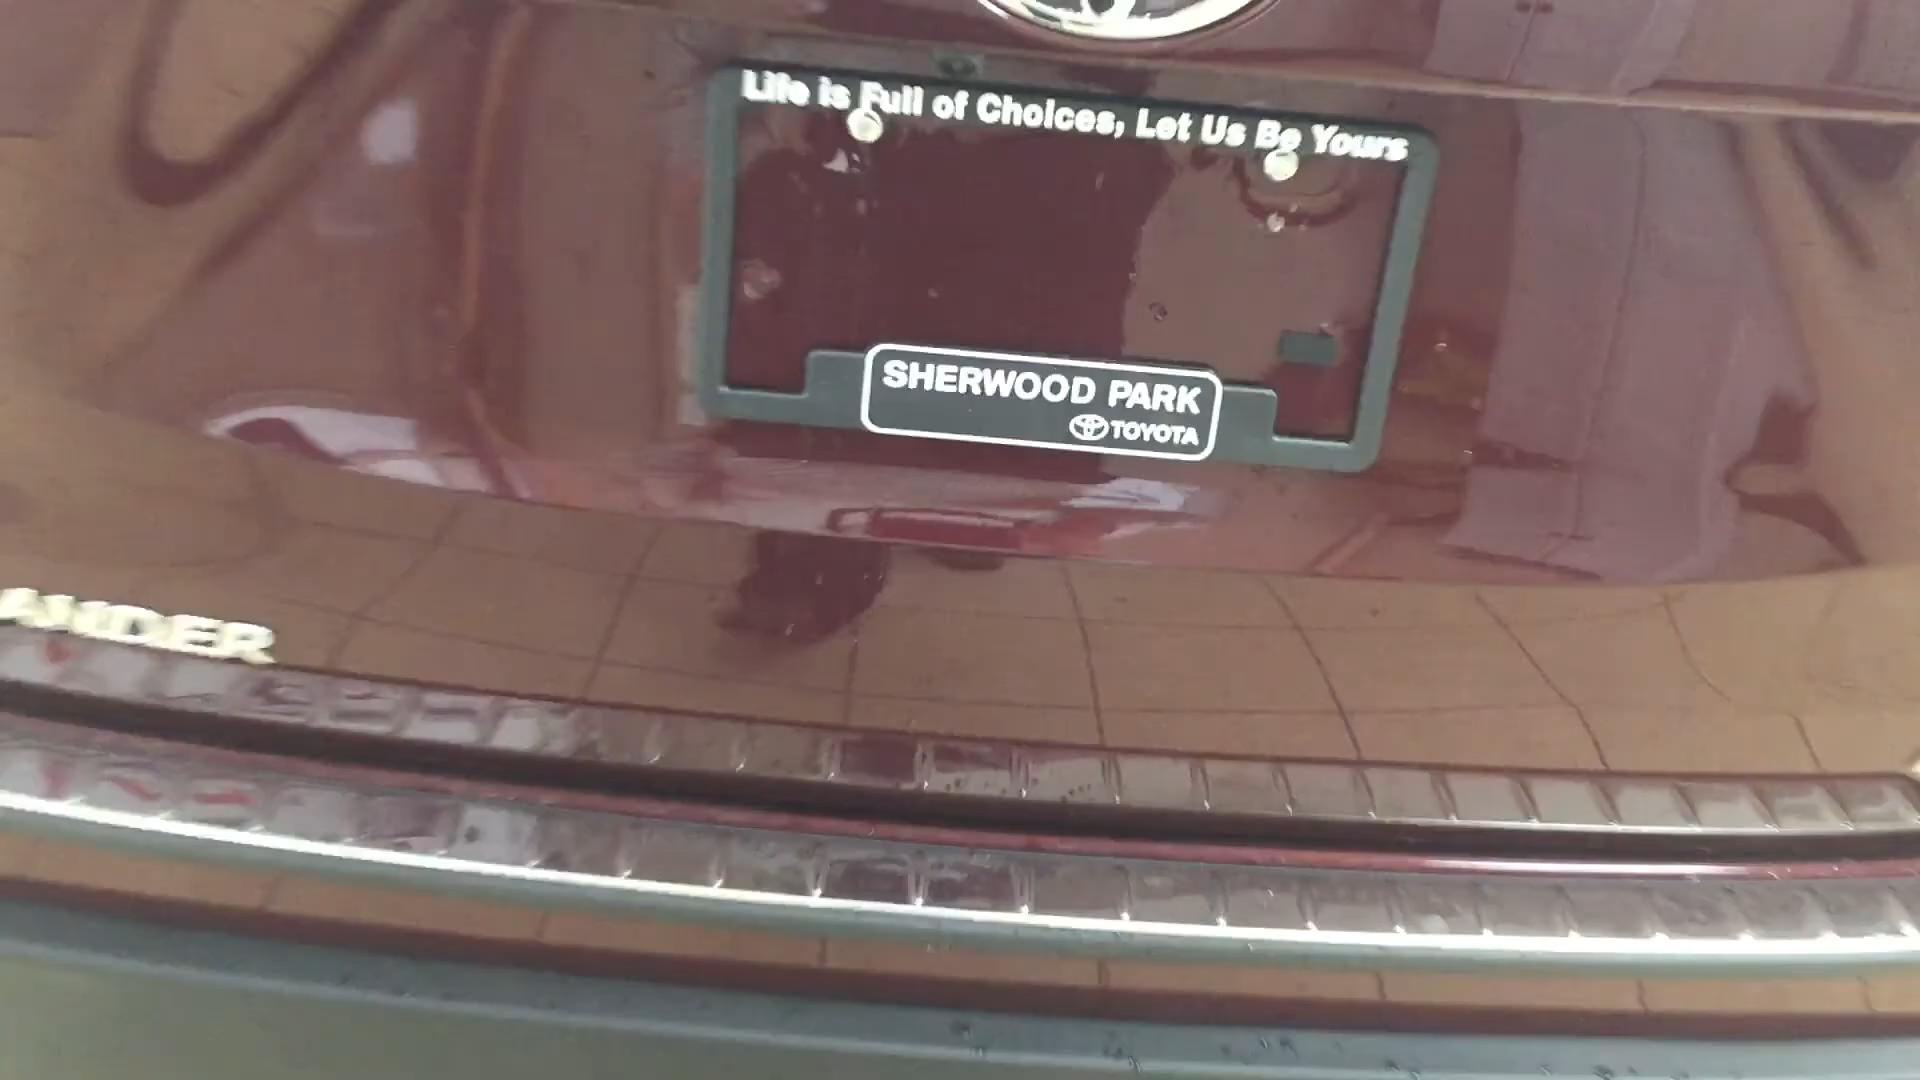 Life is Full of Choices, Let Us Be Yours
SHERWOOD PARK
TOYOTA
ANDER